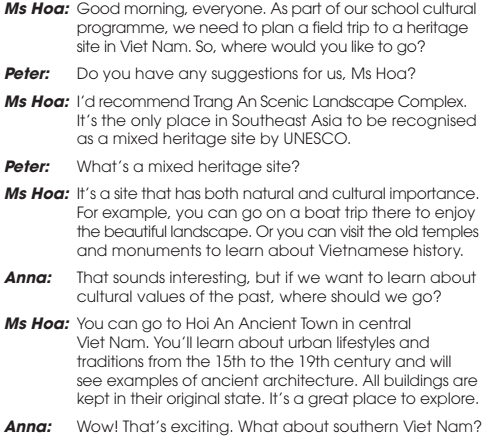 Ms Hoa: Good morning, everyone. As part of our school cultural
programme, we need to plan a field trip to a heritage
site in Viet Nam. So, where would you like to go?
Peter: Do you have any suggestions for us, Ms Hoa?
Ms Hoa: I'd recommend Trang An Scenic Landscape Complex.
It's the only place in Southeast Asia to be recognised
as a mixed heritage site by UNESCO.
Peter: What's a mixed heritage site?
Ms Hoa: It's a site that has both natural and cultural importance.
For example, you can go on a boat trip there to enjoy
the beautiful landscape. Or you can visit the old temples
and monuments to learn about Vietnamese history.
Anna: That sounds interesting, but if we want to learn about
cultural values of the past, where should we go?
Ms Hoa: You can go to Hoi An Ancient Town in central
Viet Nam. You'll learn about urban lifestyles and
traditions from the 15th to the 19th century and will
see examples of ancient architecture. All buildings are
kept in their original state. It's a great place to explore.
Anna: Wow! That's exciting. What about southern Viet Nam?